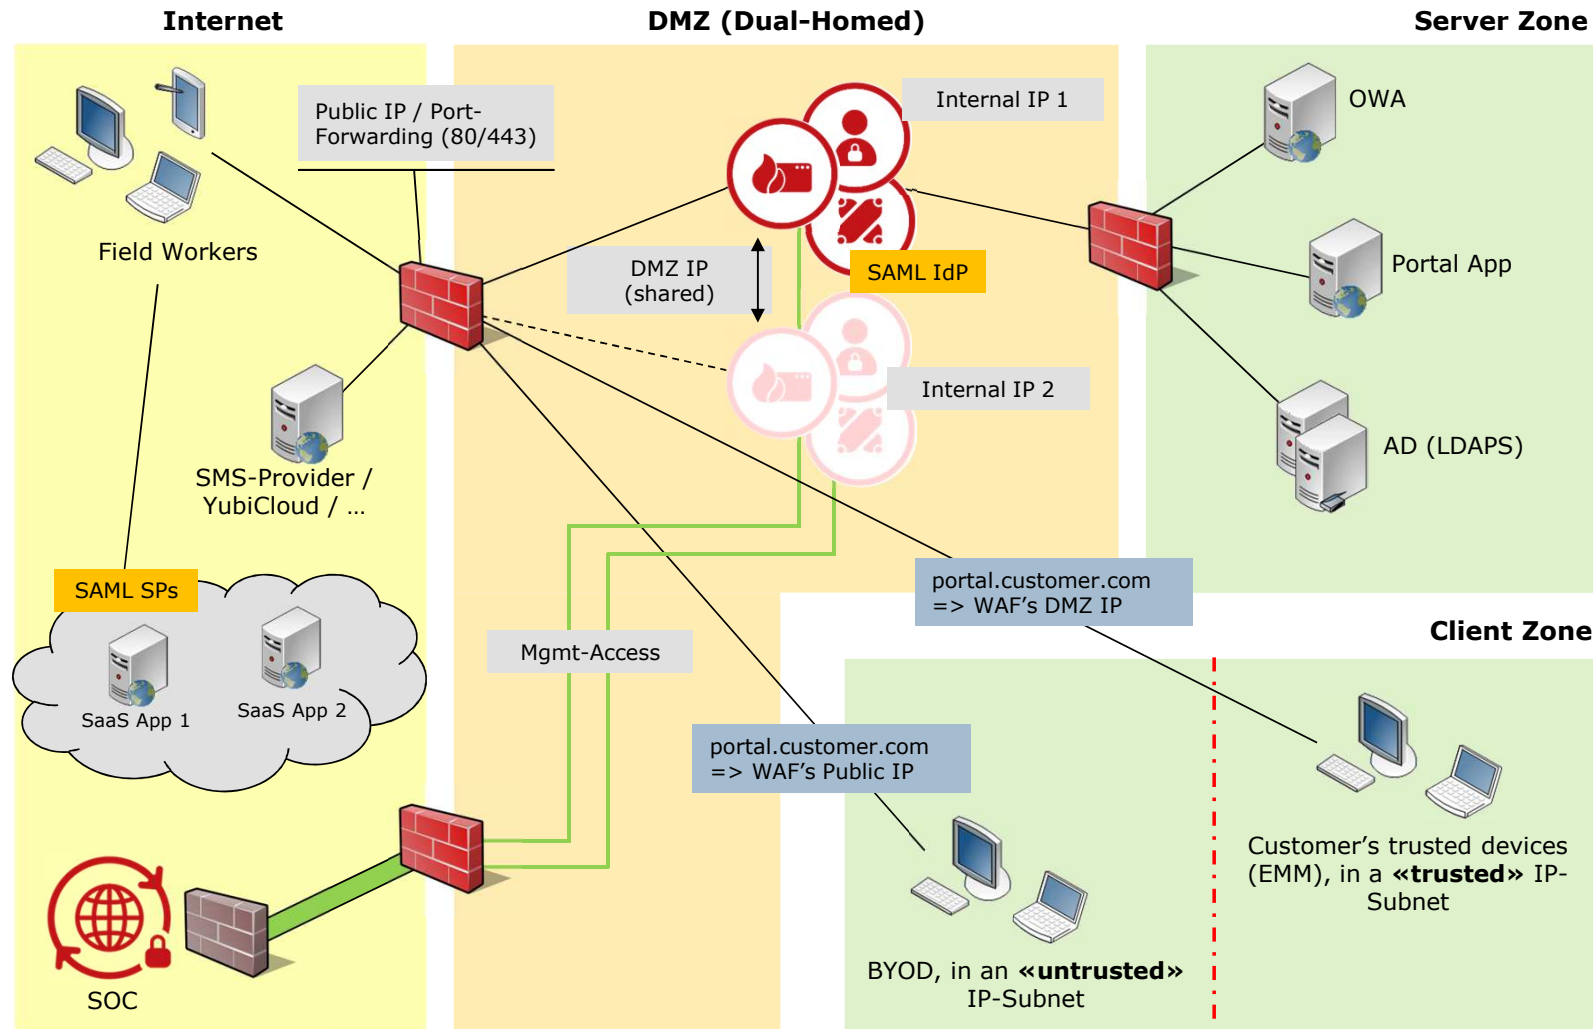 Internet
DMZ (Dual-Homed)
Server Zone
Public IP / Port-
Forwarding (80/443)
Internal IP 1
OWA
Field Workers
DMZ IP
(shared)
SAML IdP
Portal App
Internal IP 2
SMS-Provider /
YubiCloud / …
AD (LDAPS)
SAML SPs
portal.customer.com
=> WAF’s DMZ IP
Client Zone
Mgmt-Access
SaaS App 1
SaaS App 2
portal.customer.com
=> WAF’s Public IP
Customer’s trusted devices
(EMM), in a «trusted» IP-
Subnet
BYOD, in an «untrusted»
IP-Subnet
SOC